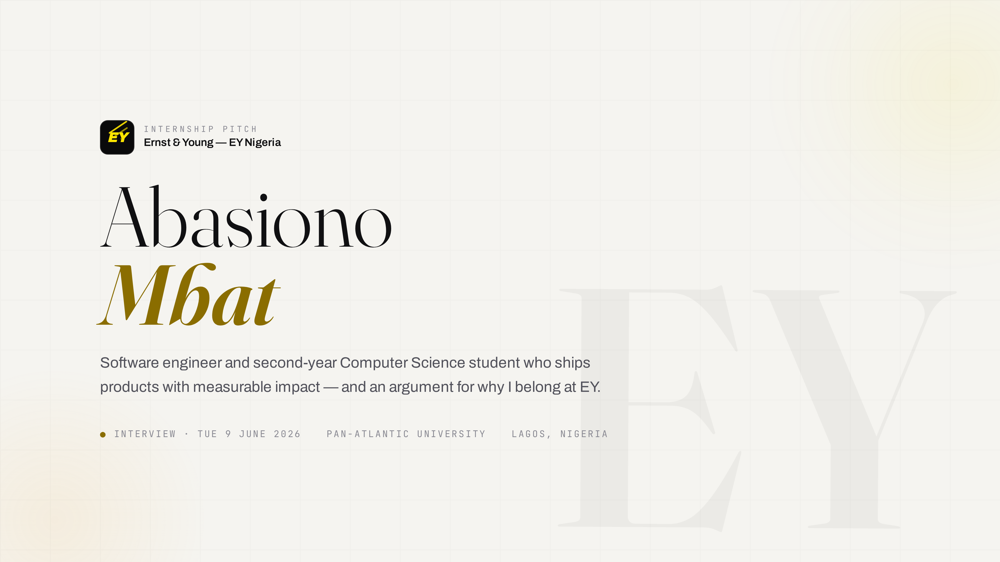 EY
INTERNSHIP PITCH
Ernst & Young — EY Nigeria
Abasiono
Mbat
Software engineer and second-year Computer Science student who ships
products with measurable impact — and an argument for why I belong at EY.
INTERVIEW · TUE 9 JUNE 2026 PAN-ATLANTIC UNIVERSITY LAGOS, NIGERIA
EY